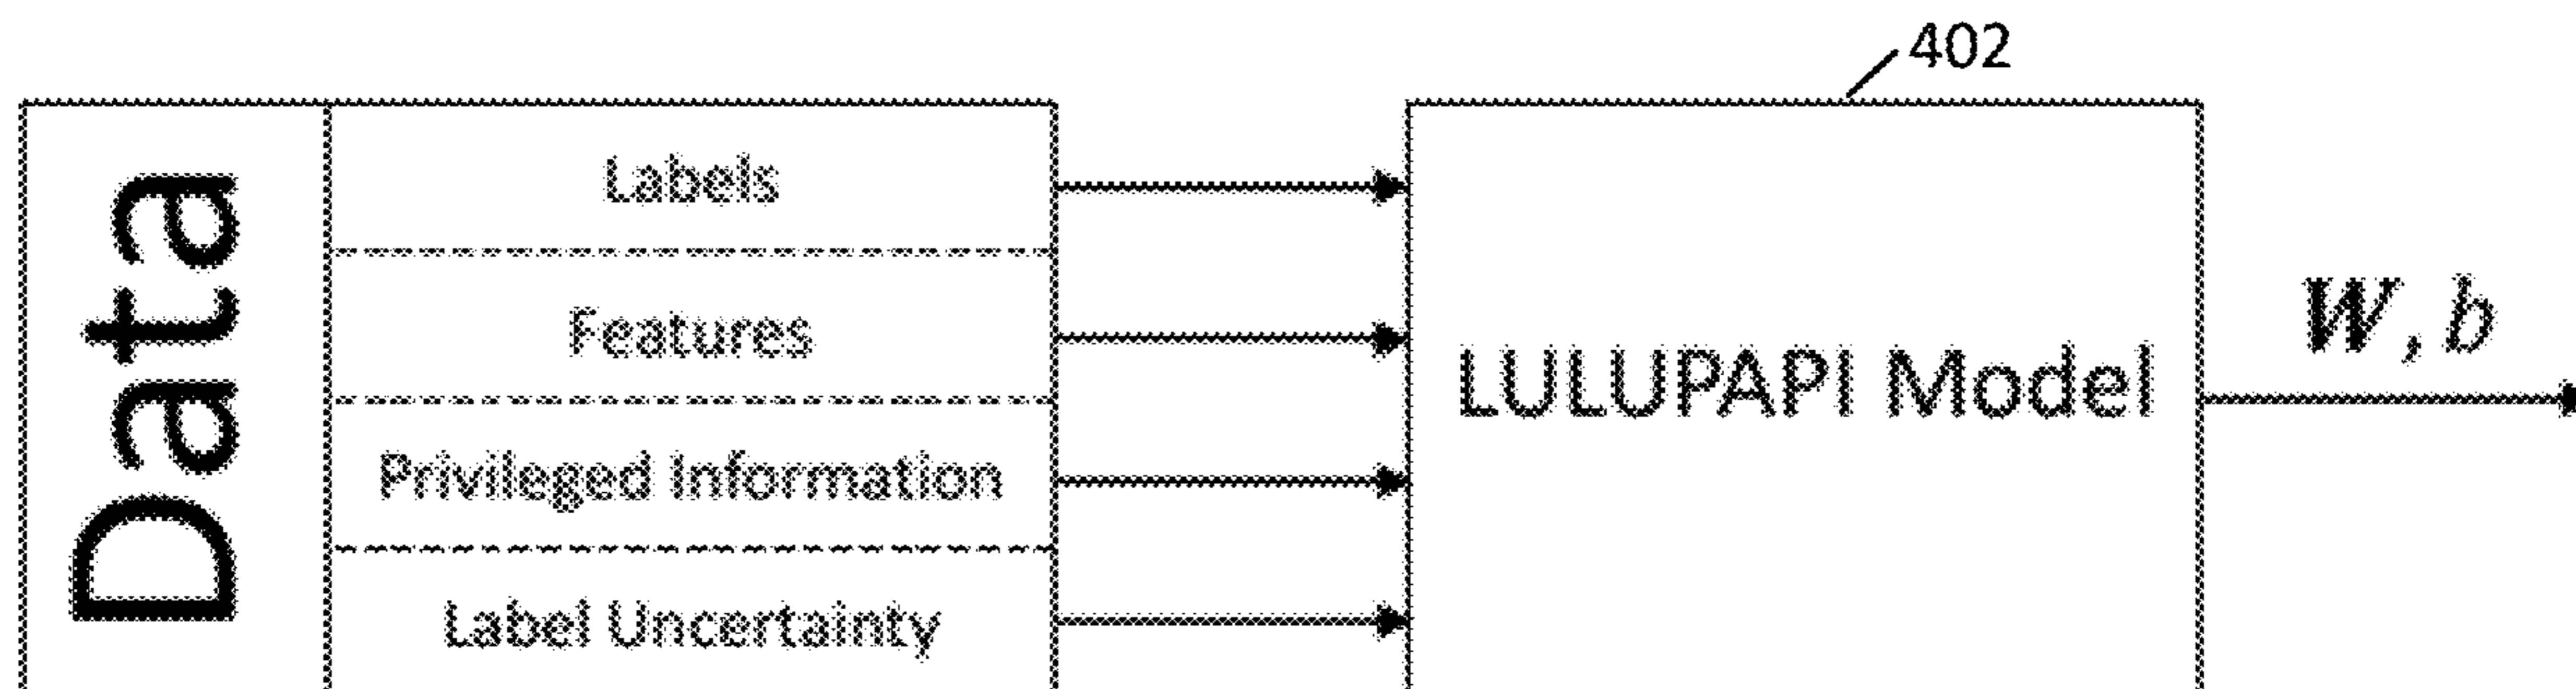 402
Data
Labels
Features
Privileged Information
Label Uncertainty
LULUPAPI Model
W, b